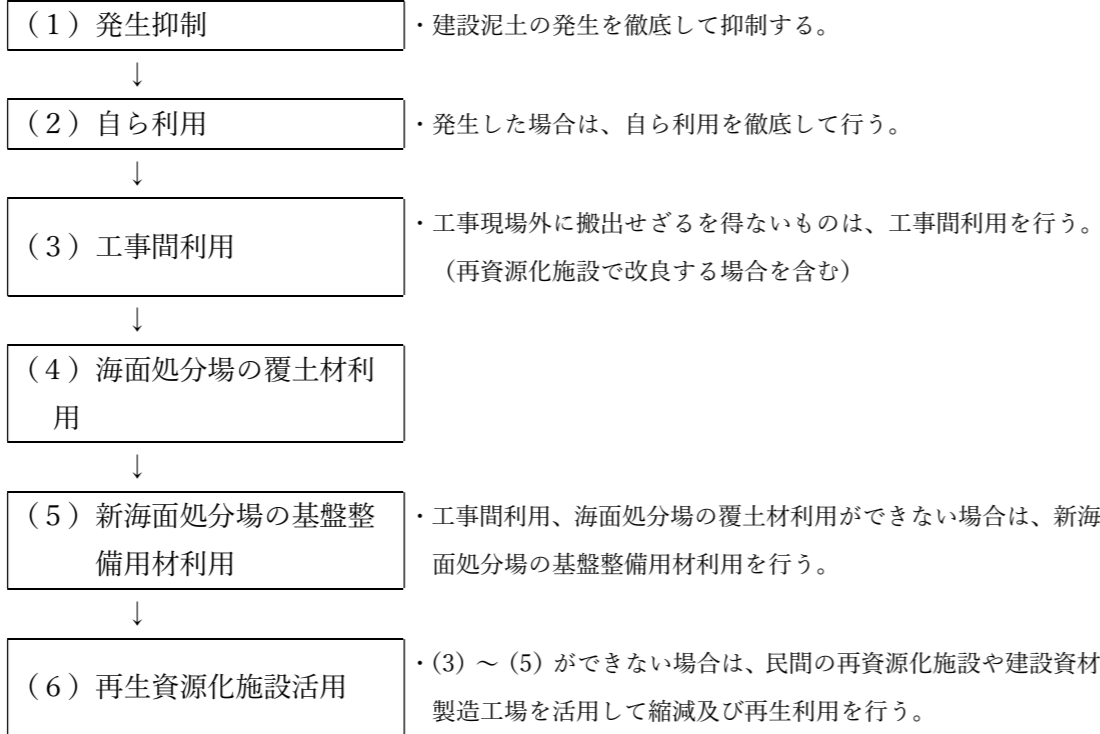 （１）発生抑制
・建設泥土の発生を徹底して抑制する。
↓
（２）自ら利用
・発生した場合は、自ら利用を徹底して行う。
↓
（３）工事間利用
・工事現場外に搬出せざるを得ないものは、工事間利用を行う。
（再資源化施設で改良する場合を含む）
↓
（４）海面処分場の覆土材利
用
↓
（５）新海面処分場の基盤整
備用材利用
・工事間利用、海面処分場の覆土材利用ができない場合は、新海
面処分場の基盤整備用材利用を行う。
↓
（６）再生資源化施設活用
・(3) ～ (5) ができない場合は、民間の再資源化施設や建設資材
製造工場を活用して縮減及び再生利用を行う。